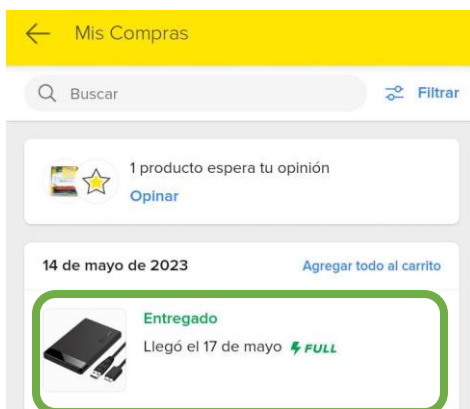 Mis Compras
Buscar
Filtrar
1 producto espera tu opinión
Opinar
14 de mayo de 2023
Agregar todo al carrito
Entregado
Llegó el 17 de mayo FULL